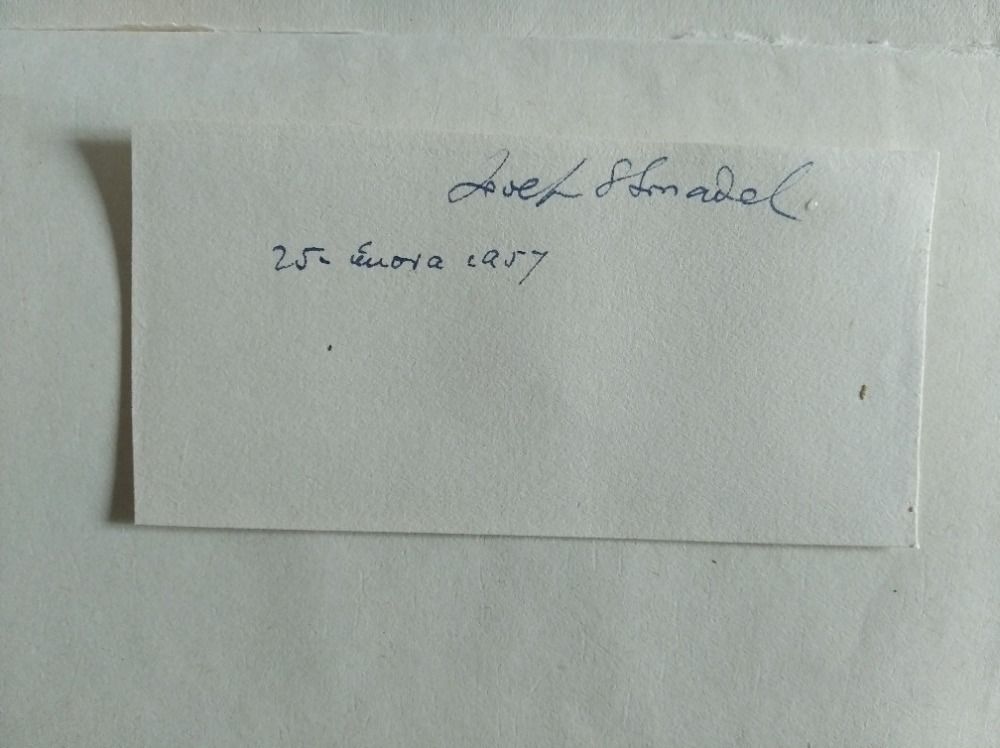 Josef Strnadel
25. února 1957